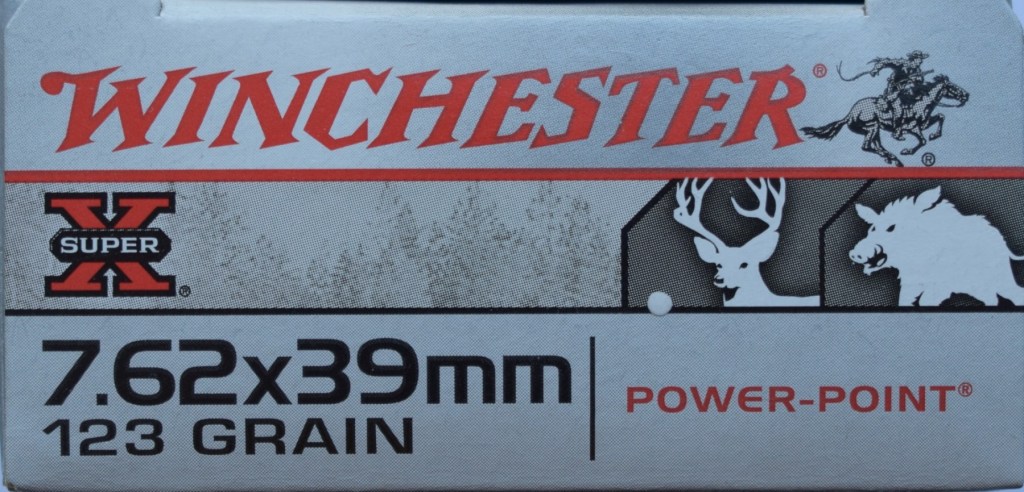 WINCHESTER®
®
X
SUPER
®
7.62x39mm
123 GRAIN
POWER-POINT®